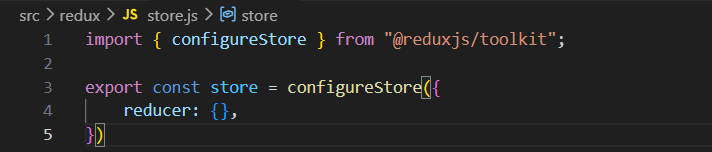 src > redux > JS store.js > store
1 import { configureStore } from "@reduxjs/toolkit";
2
3 export const store = configureStore({
4     reducer: {},
5 })